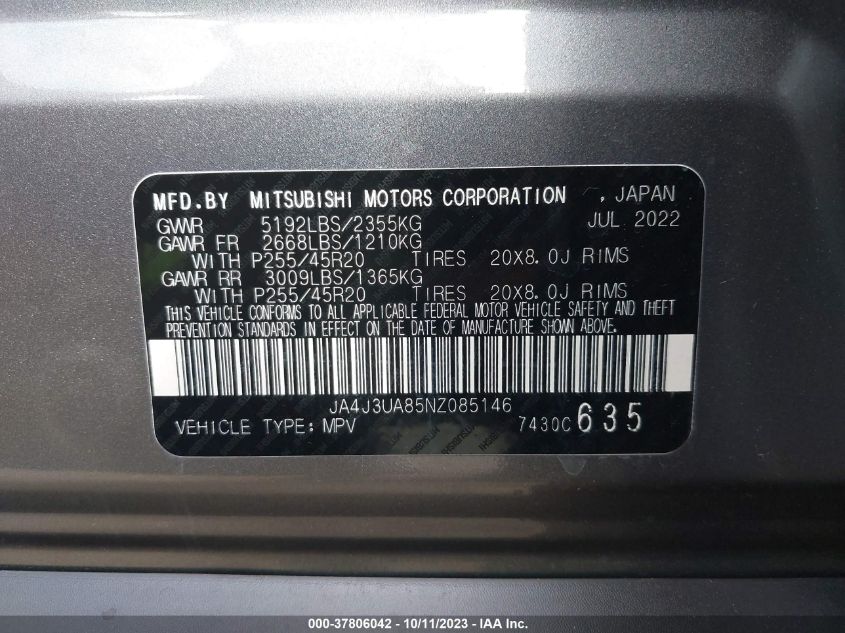 MFD.BY MITSUBISHI MOTORS CORPORATION , JAPAN
GVWR 5192LBS/2355KG JUL 2022
GAWR FR 2668LBS/1210KG
WITH P255/45R20 TIRES 20X8.0J RIMS
GAWR RR 3009LBS/1365KG
WITH P255/45R20 TIRES 20X8.0J RIMS
THIS VEHICLE CONFORMS TO ALL APPLICABLE FEDERAL MOTOR VEHICLE SAFETY AND THEFT
PREVENTION STANDARDS IN EFFECT ON THE DATE OF MANUFACTURE SHOWN ABOVE.
JA4J3UA85NZ085146
VEHICLE TYPE: MPV 7430C 635
000-37806042 - 10/11/2023 - IAA Inc.